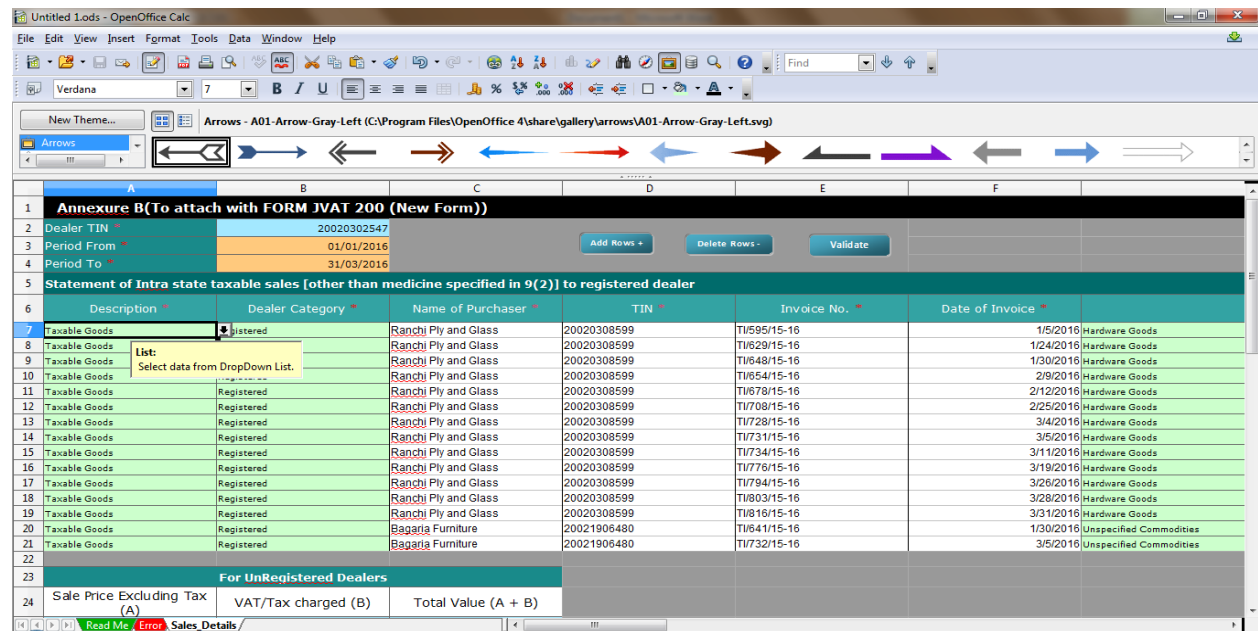 Untitled 1.ods - OpenOffice Calc
File Edit View Insert Format Tools Data Window Help
ABC Find
Verdana 7 B I U
New Theme... Arrows - A01-Arrow-Gray-Left (C:\Program Files\OpenOffice 4\share\gallery\arrows\A01-Arrow-Gray-Left.svg)
Arrows
A B C D E F
1 Annexure B(To attach with FORM JVAT 200 (New Form))
2 Dealer TIN * 20020302547
3 Period From * 01/01/2016 Add Rows + Delete Rows - Validate
4 Period To * 31/03/2016
5 Statement of Intra state taxable sales [other than medicine specified in 9(2)] to registered dealer
6 Description * Dealer Category * Name of Purchaser * TIN * Invoice No. * Date of Invoice *
7 Taxable Goods gistered Ranchi Ply and Glass 20020308599 TI/595/15-16 1/5/2016 Hardware Goods
8 Taxable Goods Ranchi Ply and Glass 20020308599 TI/629/15-16 1/24/2016 Hardware Goods
List:
Select data from DropDown List.
9 Taxable Goods Ranchi Ply and Glass 20020308599 TI/648/15-16 1/30/2016 Hardware Goods
10 Taxable Goods Registered Ranchi Ply and Glass 20020308599 TI/654/15-16 2/9/2016 Hardware Goods
11 Taxable Goods Registered Ranchi Ply and Glass 20020308599 TI/678/15-16 2/12/2016 Hardware Goods
12 Taxable Goods Registered Ranchi Ply and Glass 20020308599 TI/708/15-16 2/25/2016 Hardware Goods
13 Taxable Goods Registered Ranchi Ply and Glass 20020308599 TI/728/15-16 3/4/2016 Hardware Goods
14 Taxable Goods Registered Ranchi Ply and Glass 20020308599 TI/731/15-16 3/5/2016 Hardware Goods
15 Taxable Goods Registered Ranchi Ply and Glass 20020308599 TI/734/15-16 3/11/2016 Hardware Goods
16 Taxable Goods Registered Ranchi Ply and Glass 20020308599 TI/776/15-16 3/19/2016 Hardware Goods
17 Taxable Goods Registered Ranchi Ply and Glass 20020308599 TI/794/15-16 3/26/2016 Hardware Goods
18 Taxable Goods Registered Ranchi Ply and Glass 20020308599 TI/803/15-16 3/28/2016 Hardware Goods
19 Taxable Goods Registered Ranchi Ply and Glass 20020308599 TI/816/15-16 3/31/2016 Hardware Goods
20 Taxable Goods Registered Bagaria Furniture 20021906480 TI/641/15-16 1/30/2016 Unspecified Commodities
21 Taxable Goods Registered Bagaria Furniture 20021906480 TI/732/15-16 3/5/2016 Unspecified Commodities
22
23 For UnRegistered Dealers
24 Sale Price Excluding Tax (A) VAT/Tax charged (B) Total Value (A + B)
Read Me Error Sales_Details